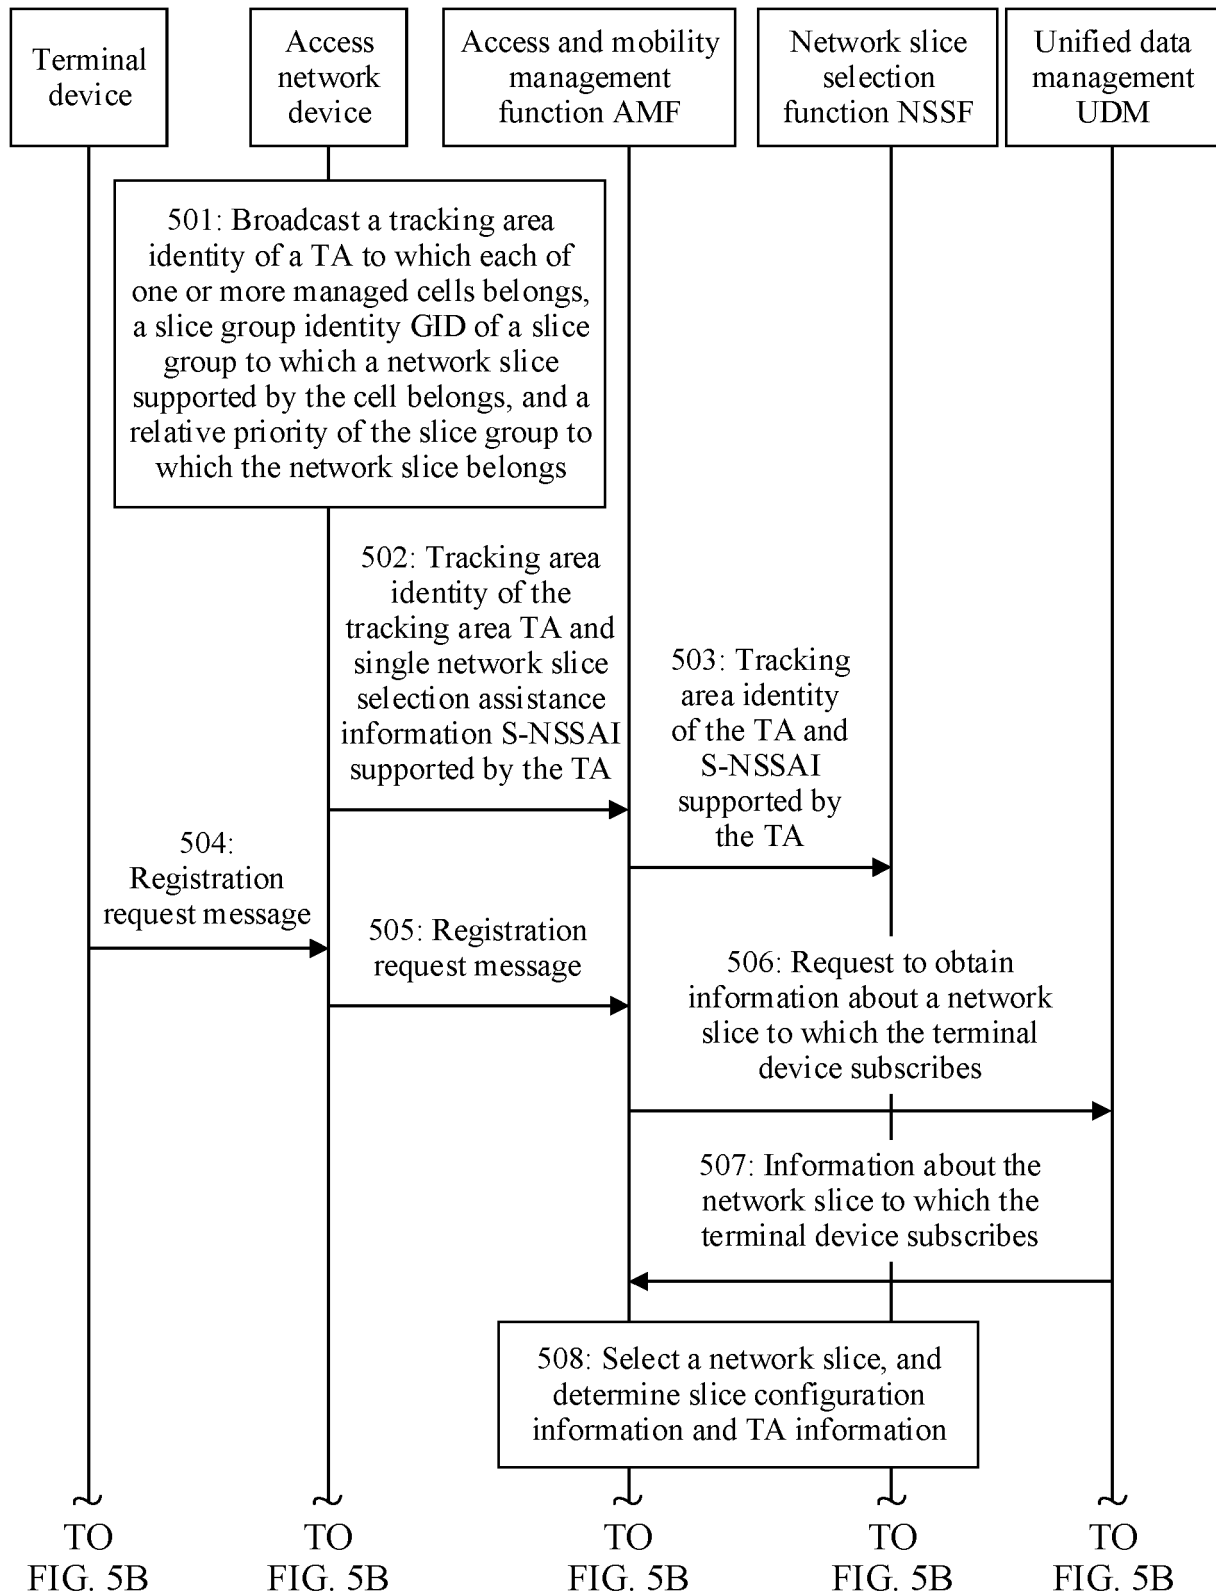 Terminal
device
Access
network
device
Access and mobility
management
function AMF
Network slice
selection
function NSSF
Unified data
management
UDM
501: Broadcast a tracking area
identity of a TA to which each of
one or more managed cells belongs,
a slice group identity GID of a slice
group to which a network slice
supported by the cell belongs, and a
relative priority of the slice group to
which the network slice belongs
502: Tracking area
identity of the
tracking area TA and
single network slice
selection assistance
information S-NSSAI
supported by the TA
503: Tracking
area identity
of the TA and
S-NSSAI
supported by
the TA
504:
Registration
request message
505: Registration
request message
506: Request to obtain
information about a network
slice to which the terminal
device subscribes
507: Information about the
network slice to which the
terminal device subscribes
508: Select a network slice, and
determine slice configuration
information and TA information
TO
FIG. 5B
TO
FIG. 5B
TO
FIG. 5B
TO
FIG. 5B
TO
FIG. 5B